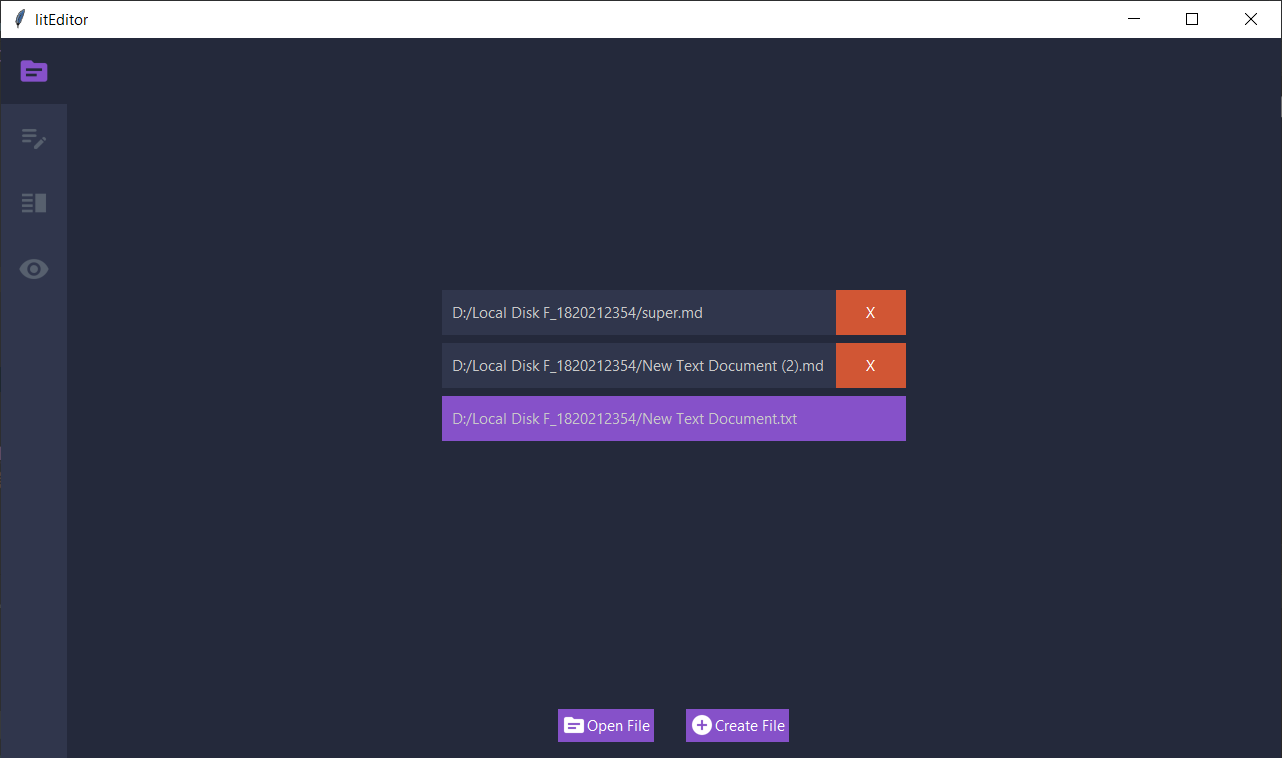 litEditor
D:/Local Disk F_1820212354/super.md X
D:/Local Disk F_1820212354/New Text Document (2).md X
D:/Local Disk F_1820212354/New Text Document.txt
Open File Create File